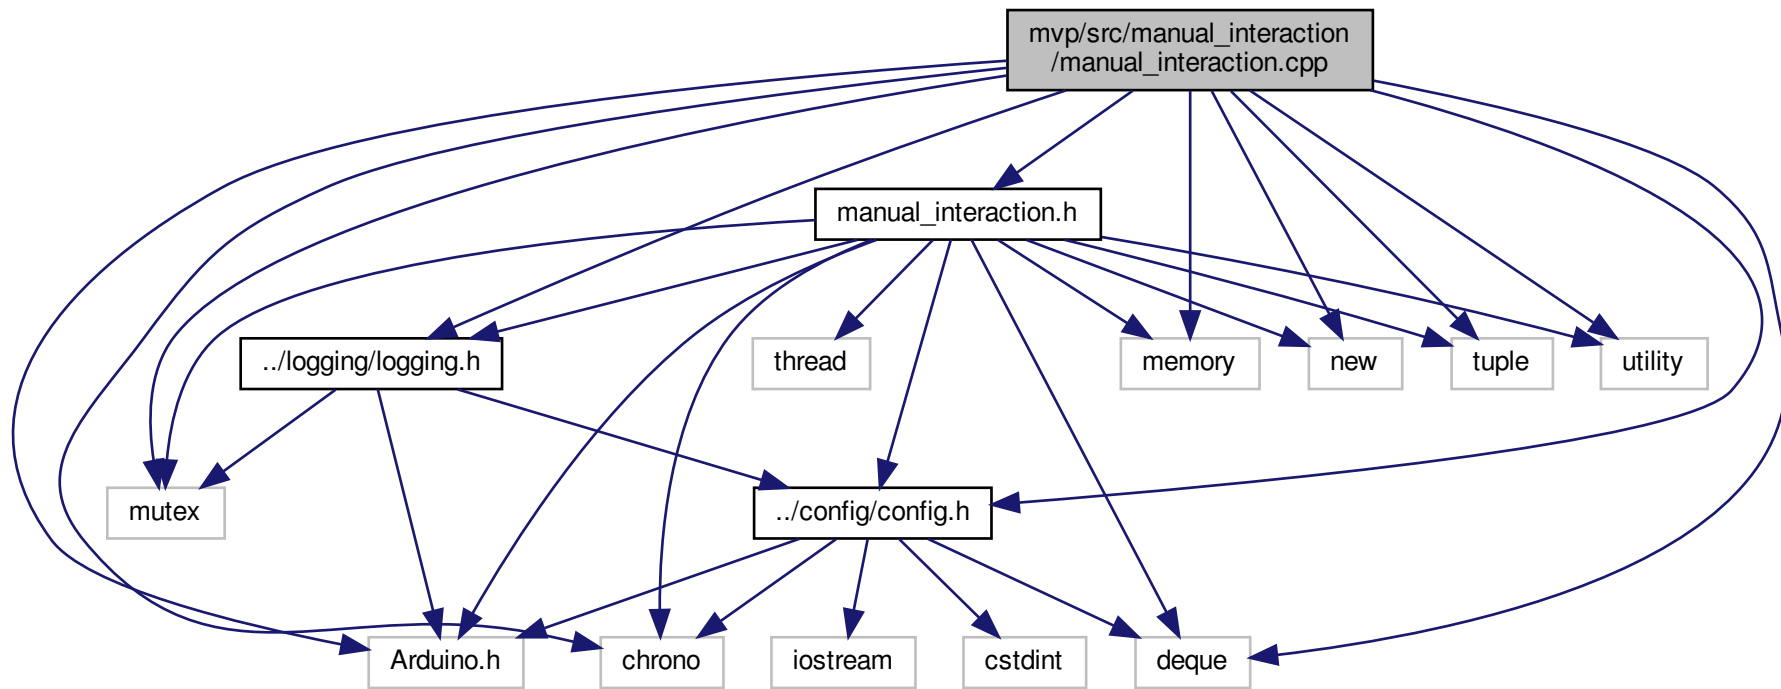 mvp/src/manual_interaction
/manual_interaction.cpp
manual_interaction.h
../logging/logging.h
thread
memory
new
tuple
utility
mutex
../config/config.h
Arduino.h
chrono
iostream
cstdint
deque